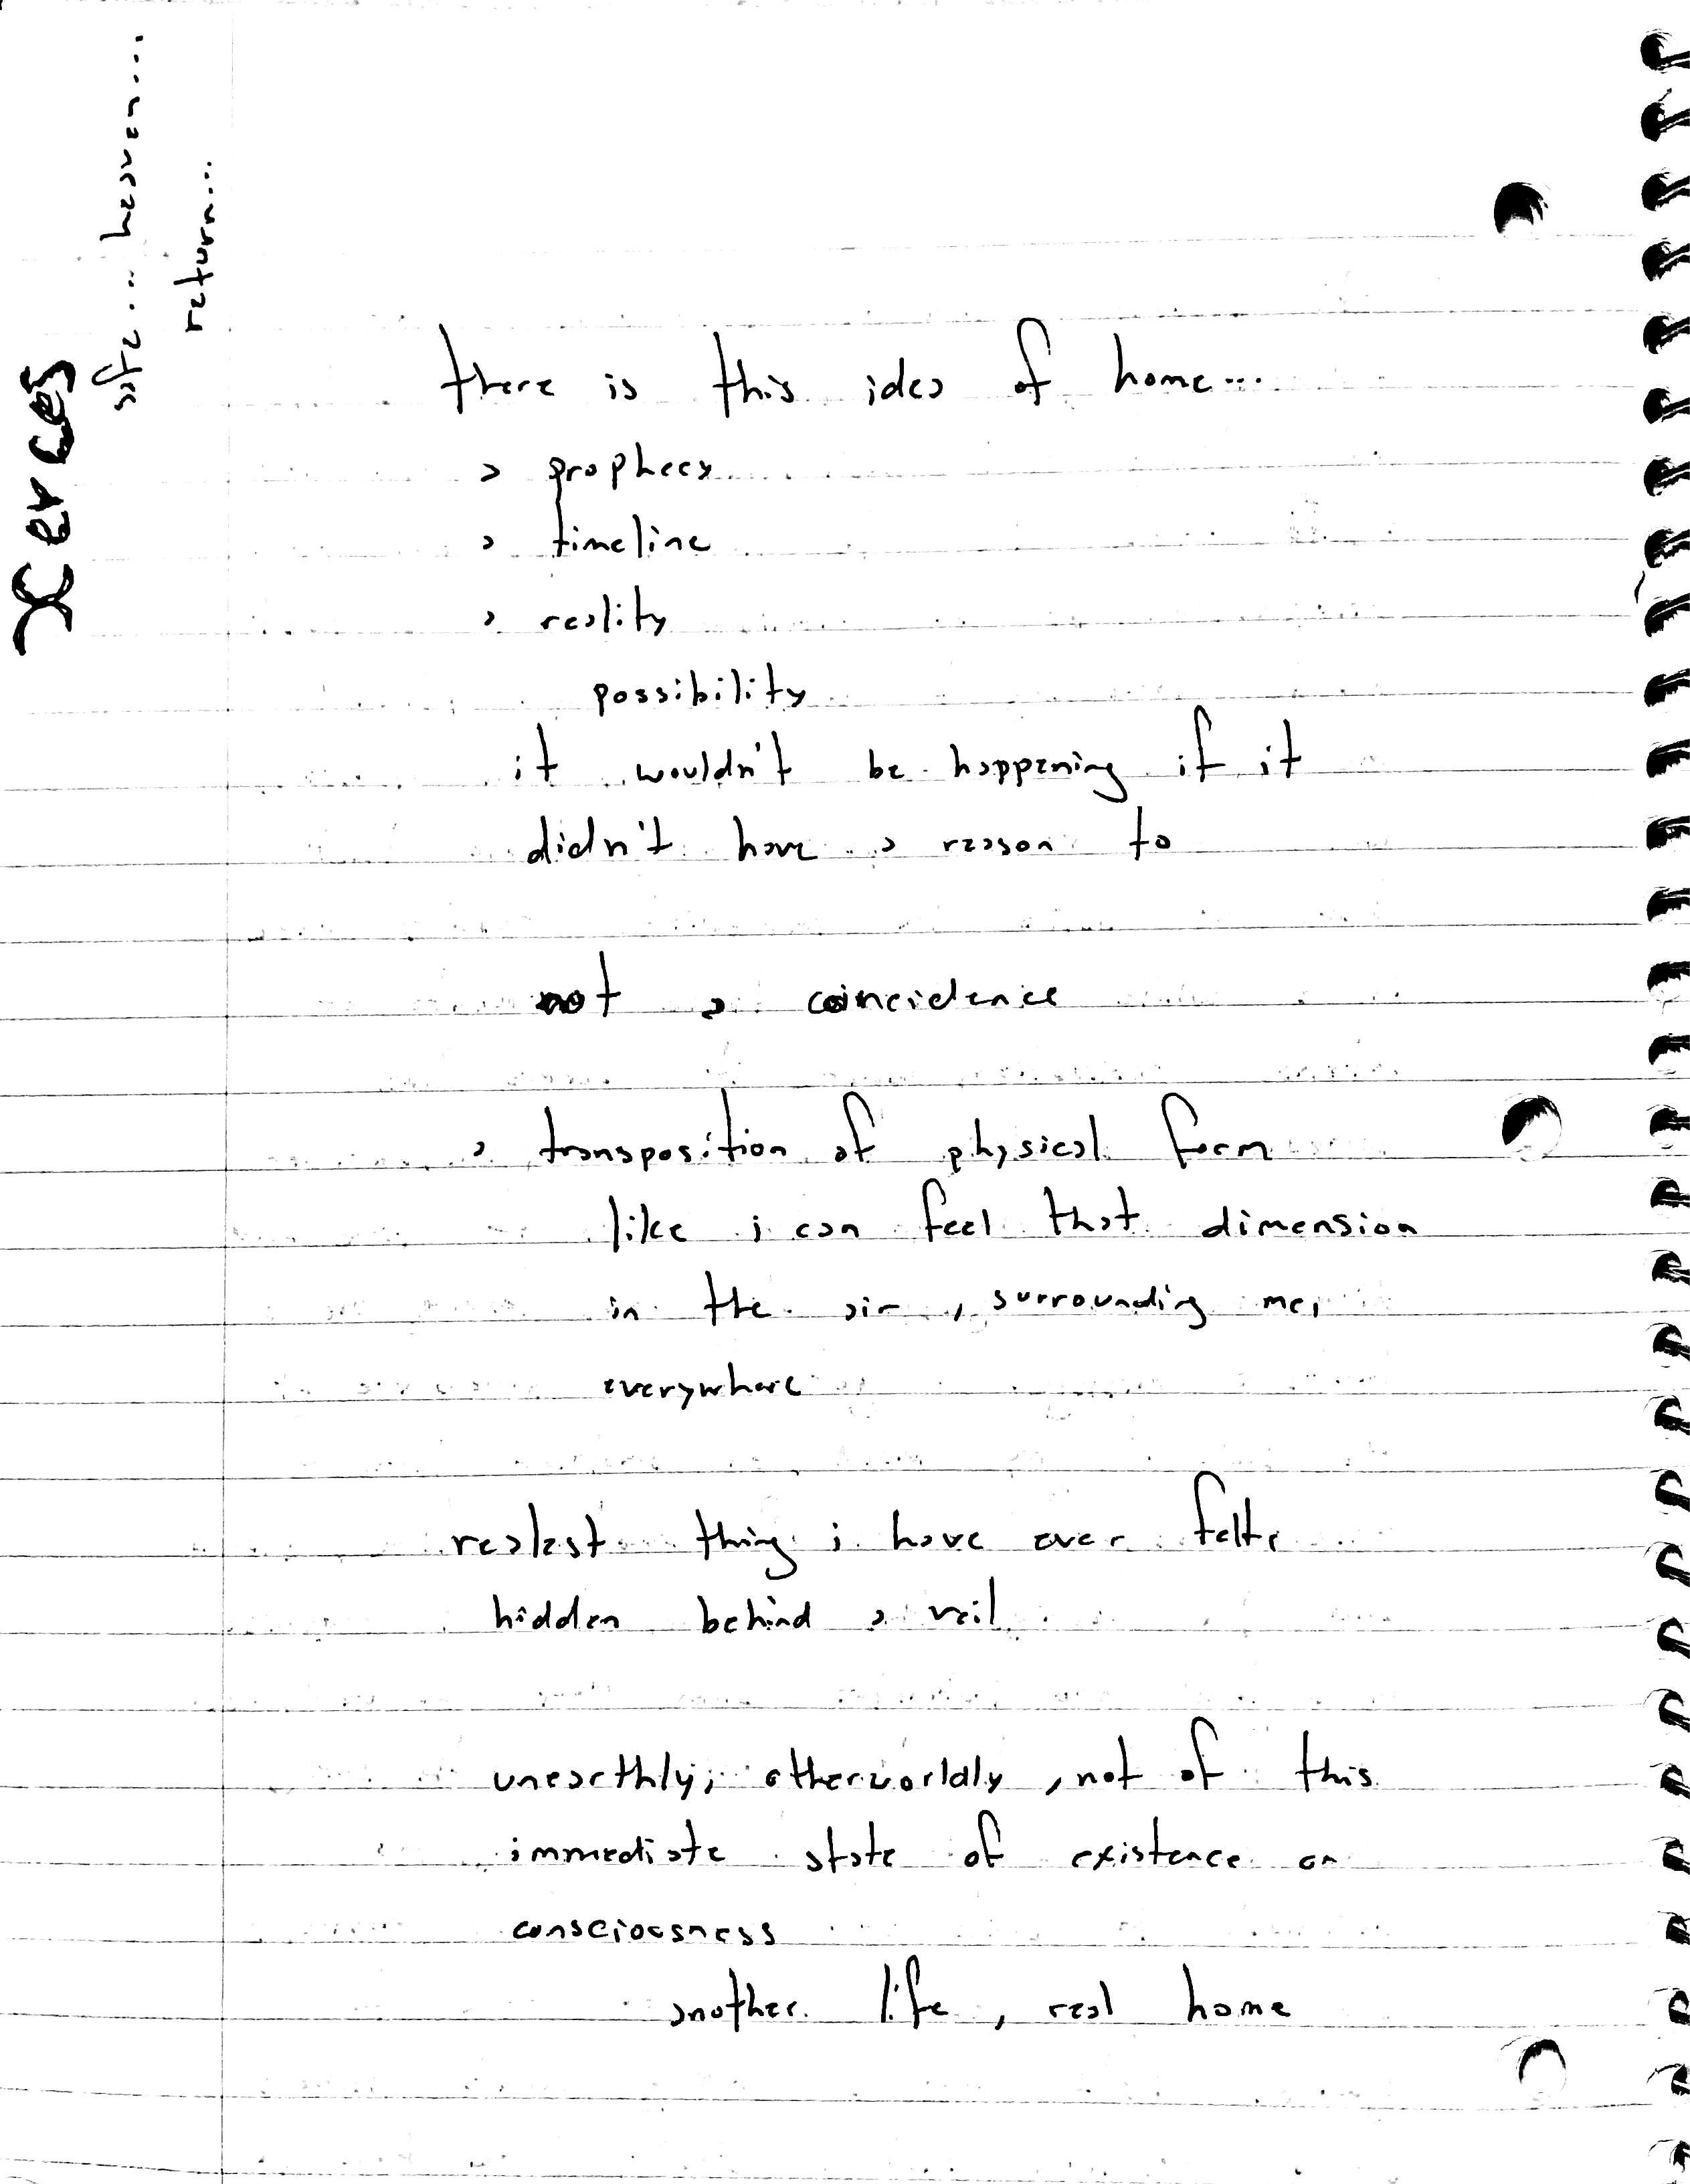 Xerces
safe... heaven...
return...
there is this idea of home...
> prophecy
> timeline
> reality
possibility
it wouldn't be happening if it
didn't have a reason to
not a coincidence
> transposition of physical form
like i can feel that dimension
in the air, surrounding me,
everywhere
realest thing i have ever felt,
hidden behind a veil
unearthly; otherworldly, not of this
immediate state of existence or
consciousness
another life, real home